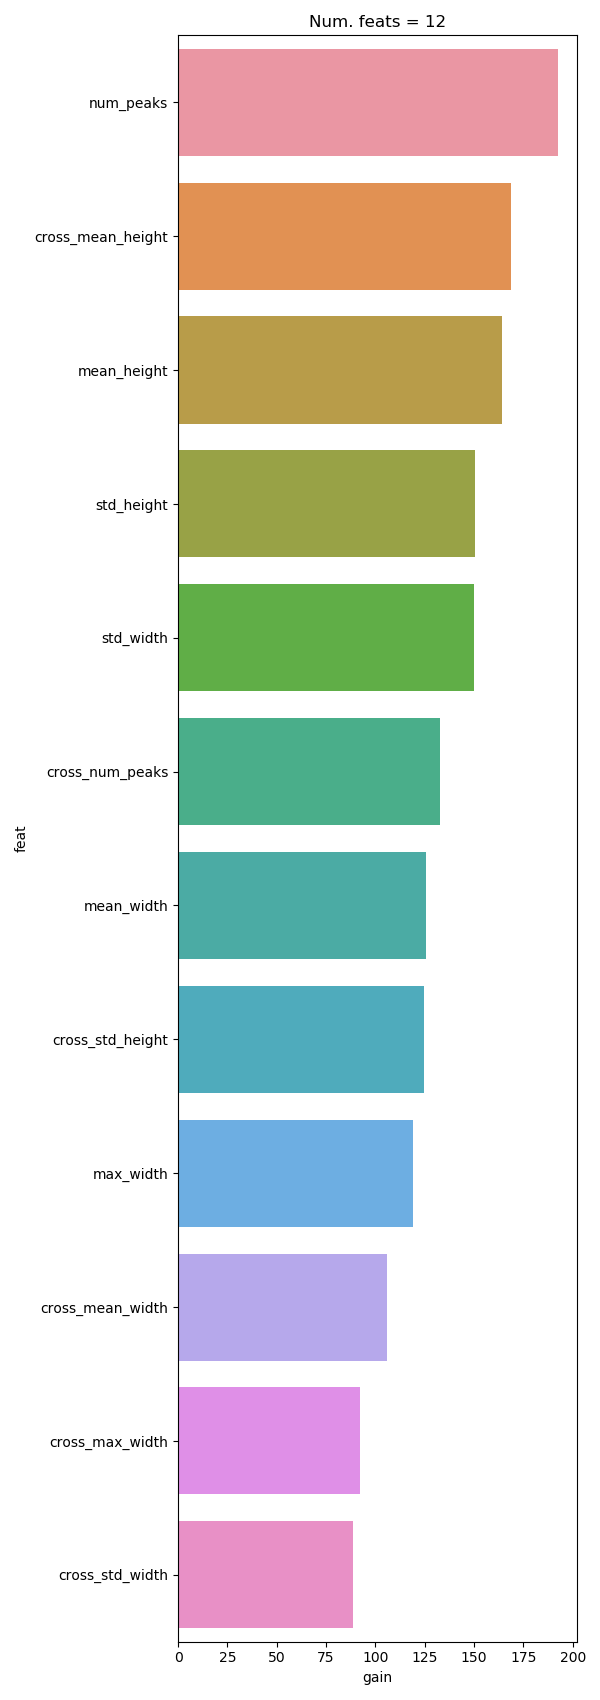 Num. feats = 12
num_peaks
cross_mean_height
mean_height
std_height
std_width
cross_num_peaks
mean_width
cross_std_height
max_width
cross_mean_width
cross_max_width
cross_std_width
feat
0 25 50 75 100 125 150 175 200
gain